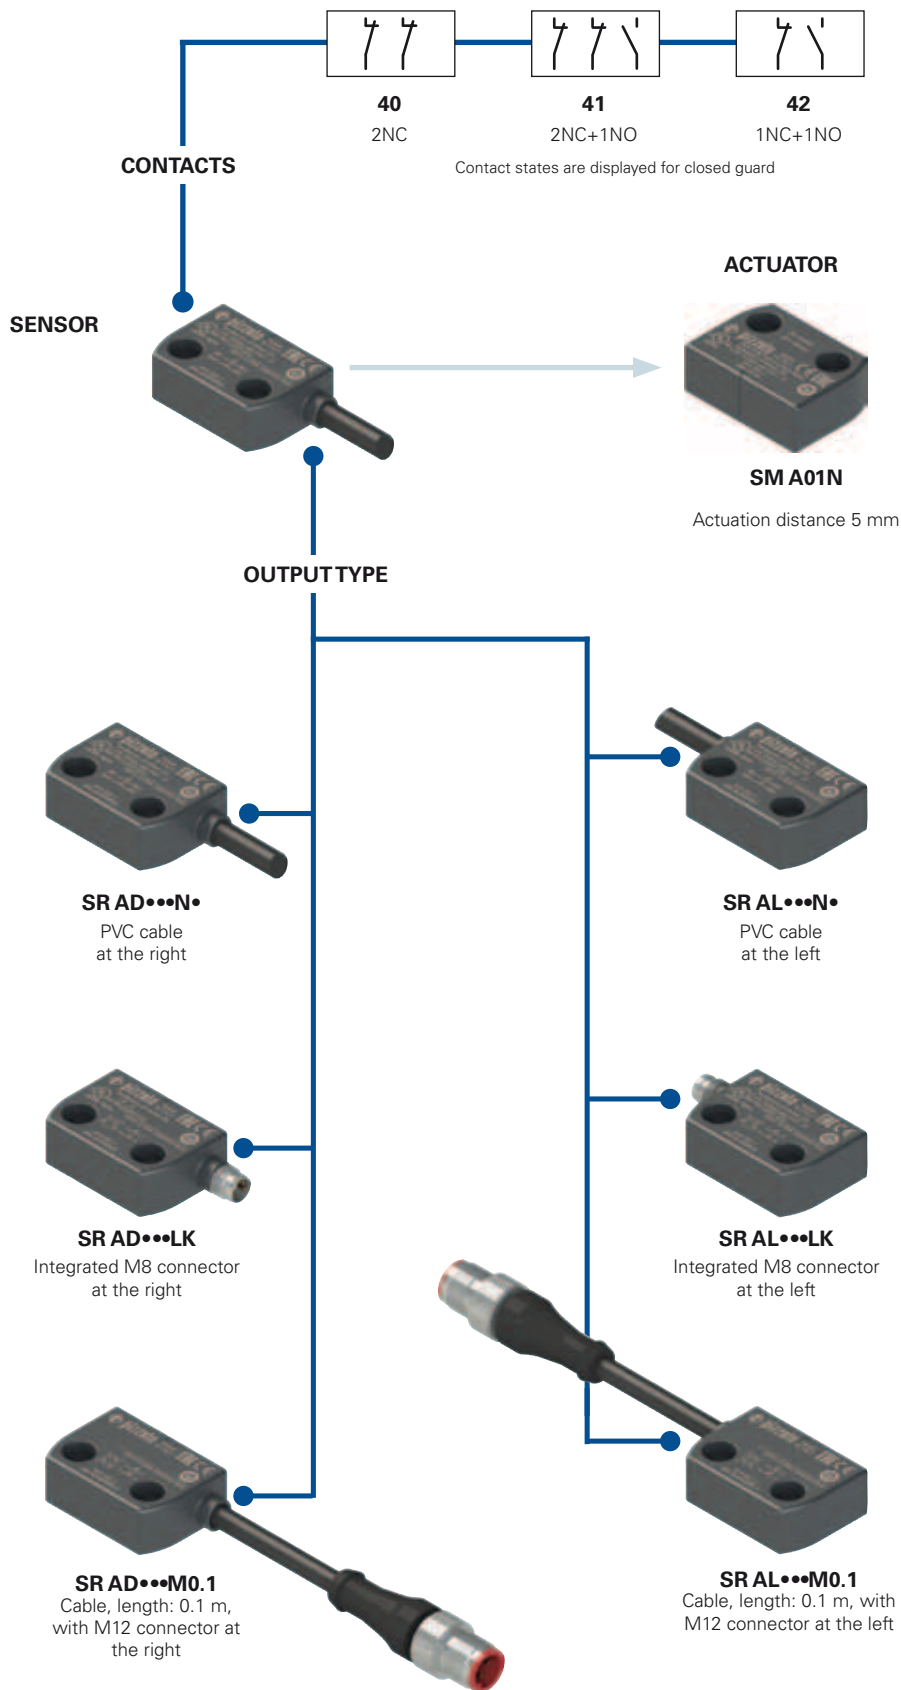 40
41
42
2NC
2NC+1NO
1NC+1NO
CONTACTS
Contact states are displayed for closed guard
ACTUATOR
SENSOR
SM A01N
Actuation distance 5 mm
OUTPUT TYPE
SR AD•••N•
PVC cable
at the right
SR AL•••N•
PVC cable
at the left
SR AD•••LK
Integrated M8 connector
at the right
SR AL•••LK
Integrated M8 connector
at the left
SR AD•••M0.1
Cable, length: 0.1 m,
with M12 connector at
the right
SR AL•••M0.1
Cable, length: 0.1 m, with
M12 connector at the left